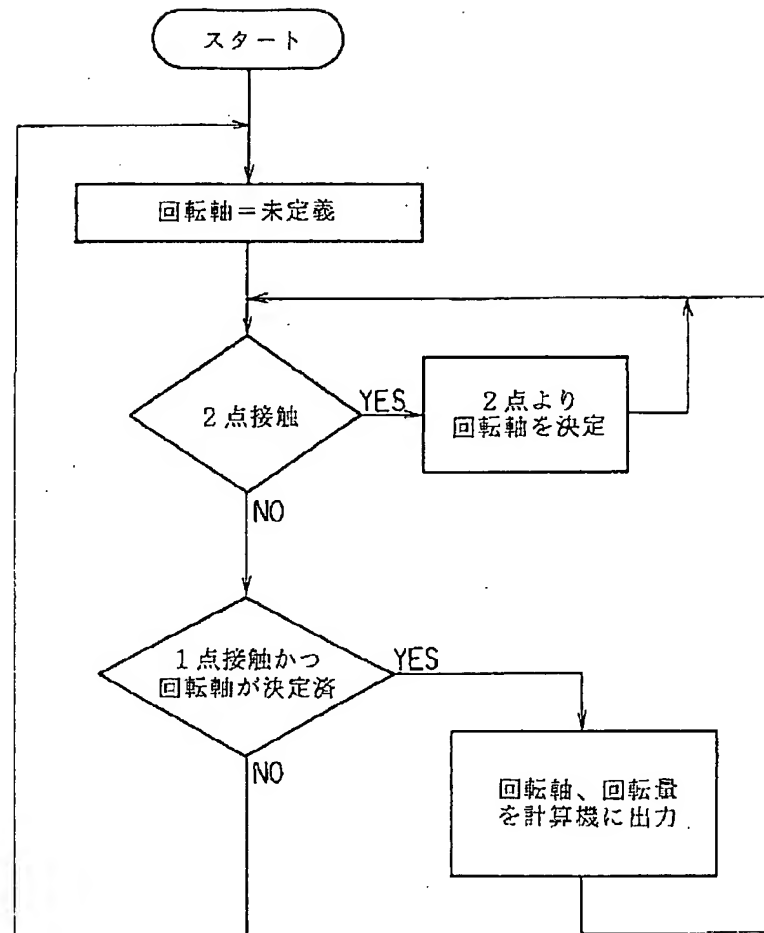 スタート
回転軸＝未定義
２点接触
YES
２点より
回転軸を決定
NO
１点接触かつ
回転軸が決定済
YES
NO
回転軸、回転量
を計算機に出力